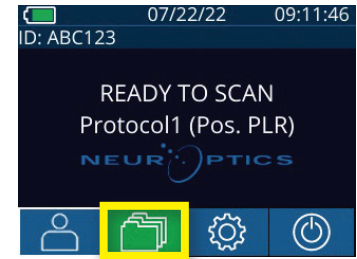 07/22/22 09:11:46
ID: ABC123
READY TO SCAN
Protocol1 (Pos. PLR)
NEUROPTICS